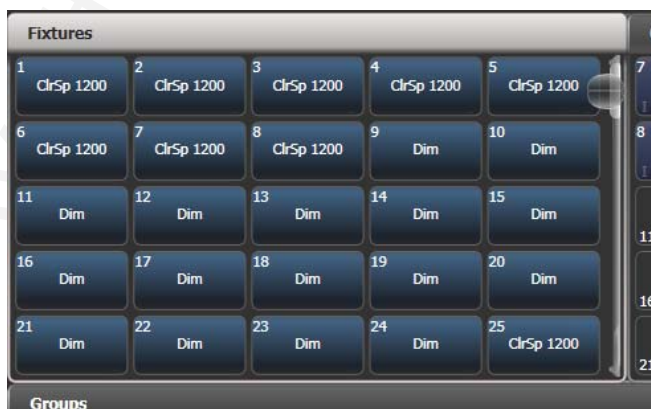 Fixtures
1 2 3 4 5 7
ClrSp 1200 ClrSp 1200 ClrSp 1200 ClrSp 1200 ClrSp 1200
6 7 8 9 10 8
ClrSp 1200 ClrSp 1200 ClrSp 1200 Dim Dim
11 12 13 14 15
Dim Dim Dim Dim Dim
11
16 17 18 19 20
Dim Dim Dim Dim Dim
16
21 22 23 24 25
Dim Dim Dim Dim ClrSp 1200
21
Groups